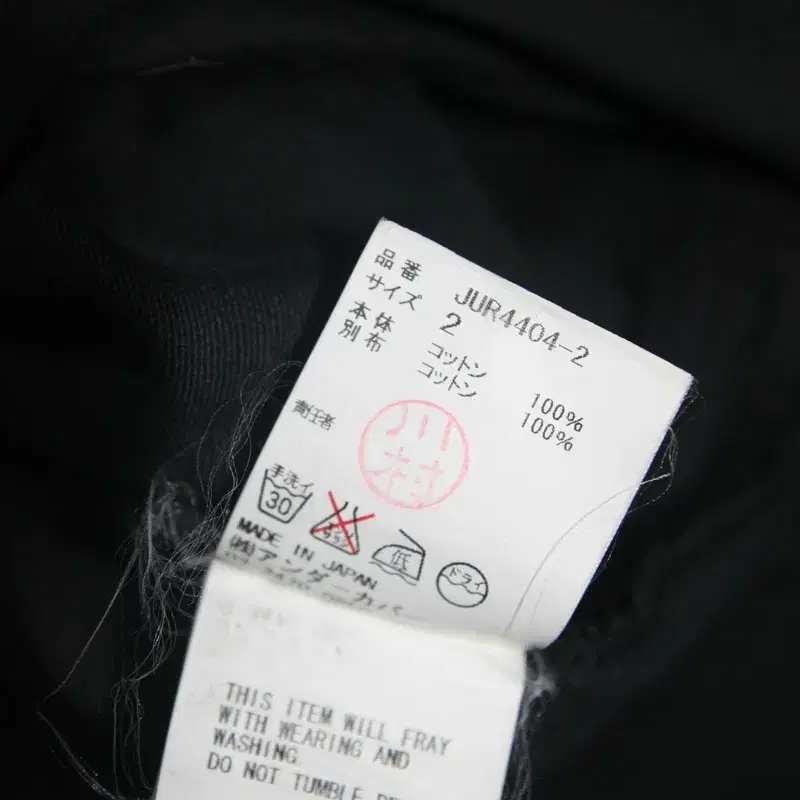 品番 JUR4404-2
サイズ 2
本体 コットン 100%
別布 コットン 100%
責任者
川村
手洗イ
30
サラシ
低
ドライ
MADE IN JAPAN
㈱アンダーカバー
THIS ITEM WILL FRAY
WITH WEARING AND
WASHING.
DO NOT TUMBLE